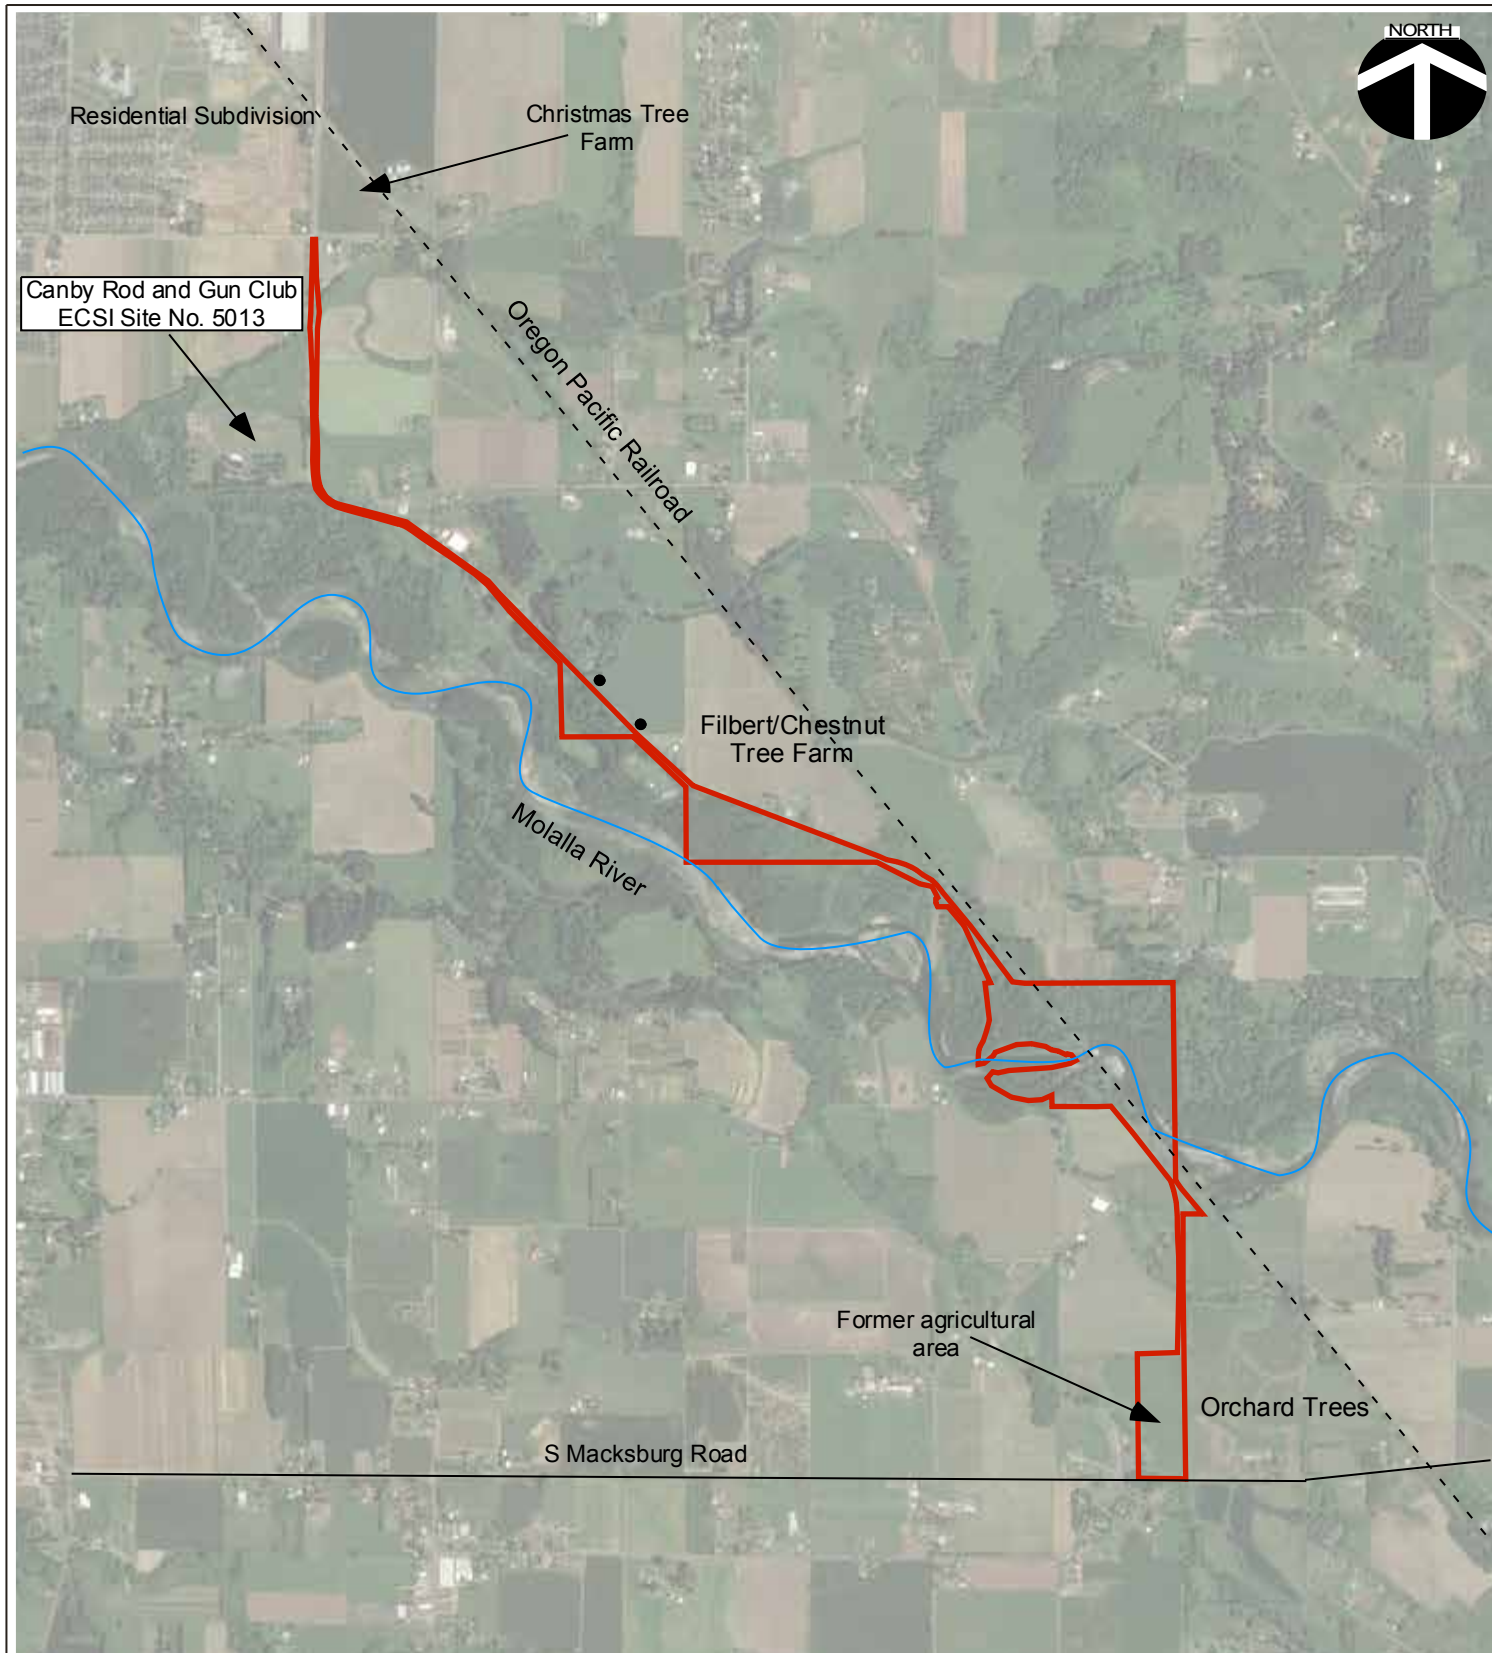 NORTH
Residential Subdivision
Christmas Tree
Farm
Canby Rod and Gun Club
ECSI Site No. 5013
Oregon Pacific Railroad
Filbert/Chestnut
Tree Farm
Molalla River
Former agricultural
area
Orchard Trees
S Macksburg Road